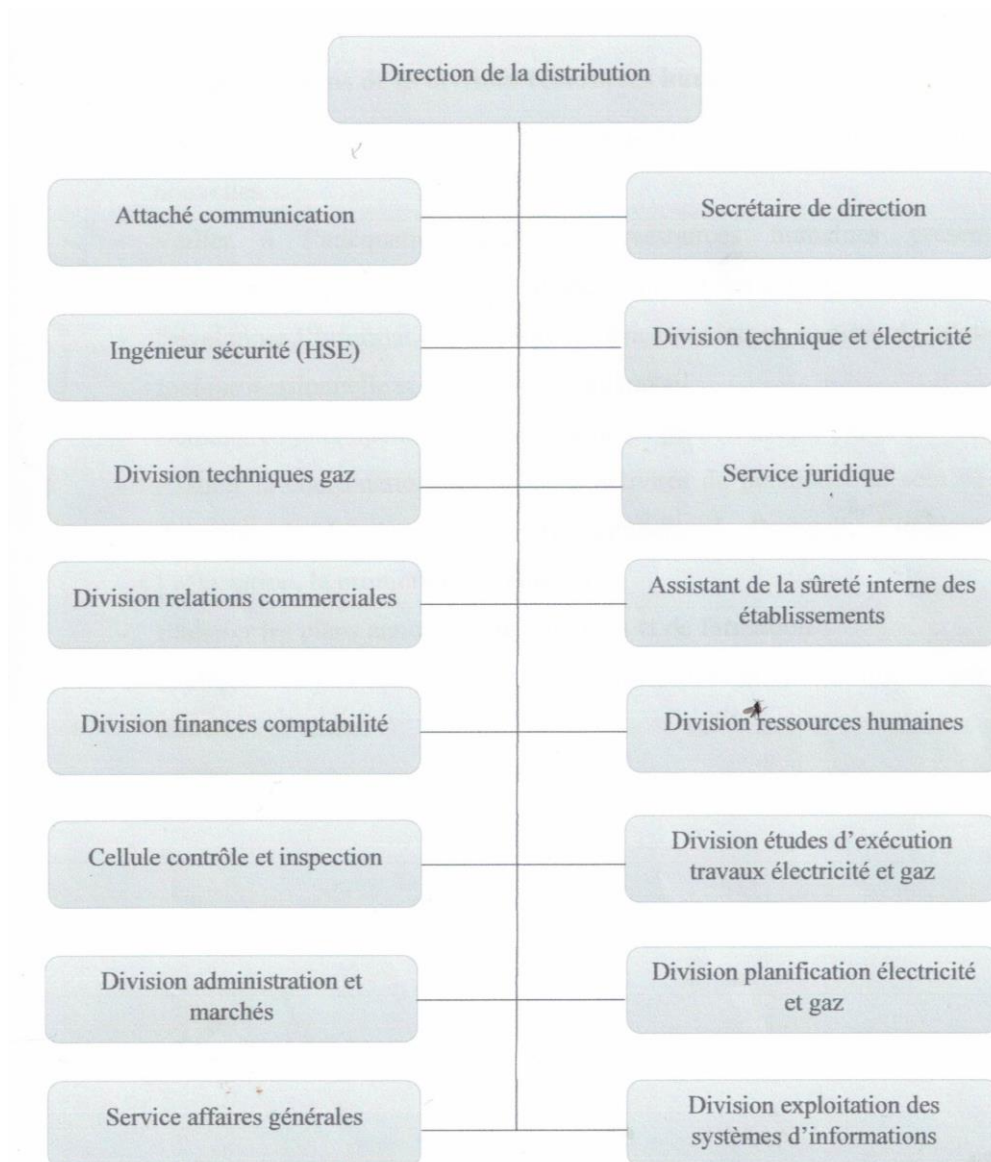 Direction de la distribution
Attaché communication
Secrétaire de direction
Ingénieur sécurité (HSE)
Division technique et électricité
Division techniques gaz
Service juridique
Division relations commerciales
Assistant de la sûreté interne des
établissements
Division finances comptabilité
Division ressources humaines
Cellule contrôle et inspection
Division études d'exécution
travaux électricité et gaz
Division administration et
marchés
Division planification électricité
et gaz
Service affaires générales
Division exploitation des
systèmes d'informations